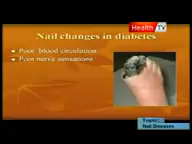 Health TV
Nail changes in diabetes
Poor blood circulation
Poor nerve sensations
Topic:
Nail Diseases